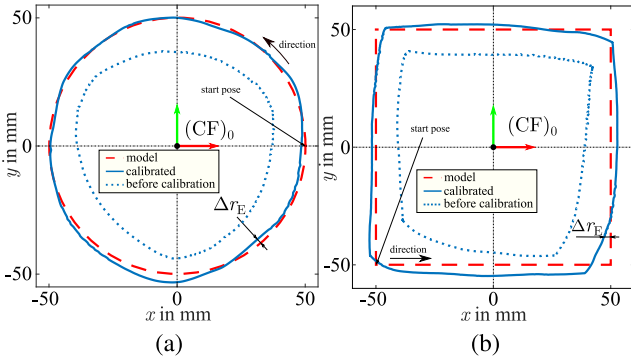 50
direction
start pose
(CF)₀
y in mm
0
model
calibrated
before calibration
Δr_E
-50
-50
0
50
x in mm
(a)
50
start pose
(CF)₀
y in mm
0
model
calibrated
before calibration
Δr_E
direction
-50
-50
0
50
x in mm
(b)